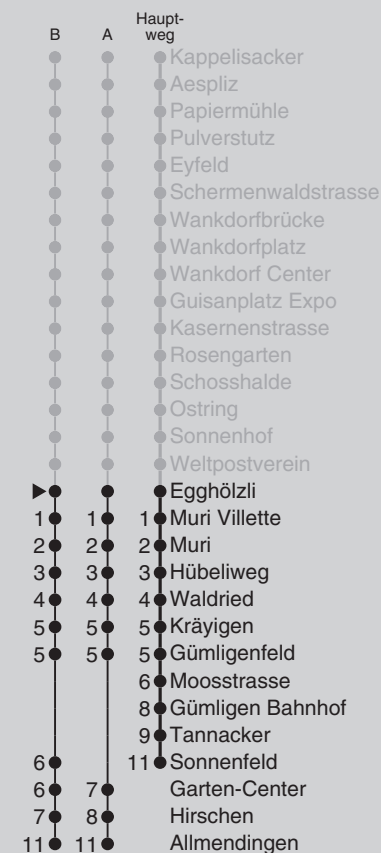 Haupt-
B A weg
Kappelisacker
Aespliz
Papiermühle
Pulverstutz
Eyfeld
Schermenwaldstrasse
Wankdorfbrücke
Wankdorfplatz
Wankdorf Center
Guisanplatz Expo
Kasernenstrasse
Rosengarten
Schosshalde
Ostring
Sonnenhof
Weltpostverein
Egghölzli
1 1 1 Muri Villette
2 2 2 Muri
3 3 3 Hübeliweg
4 4 4 Waldried
5 5 5 Kräyigen
5 5 5 Gümligenfeld
6 Moosstrasse
8 Gümligen Bahnhof
9 Tannacker
6 11 Sonnenfeld
6 7 Garten-Center
7 8 Hirschen
11 11 Allmendingen